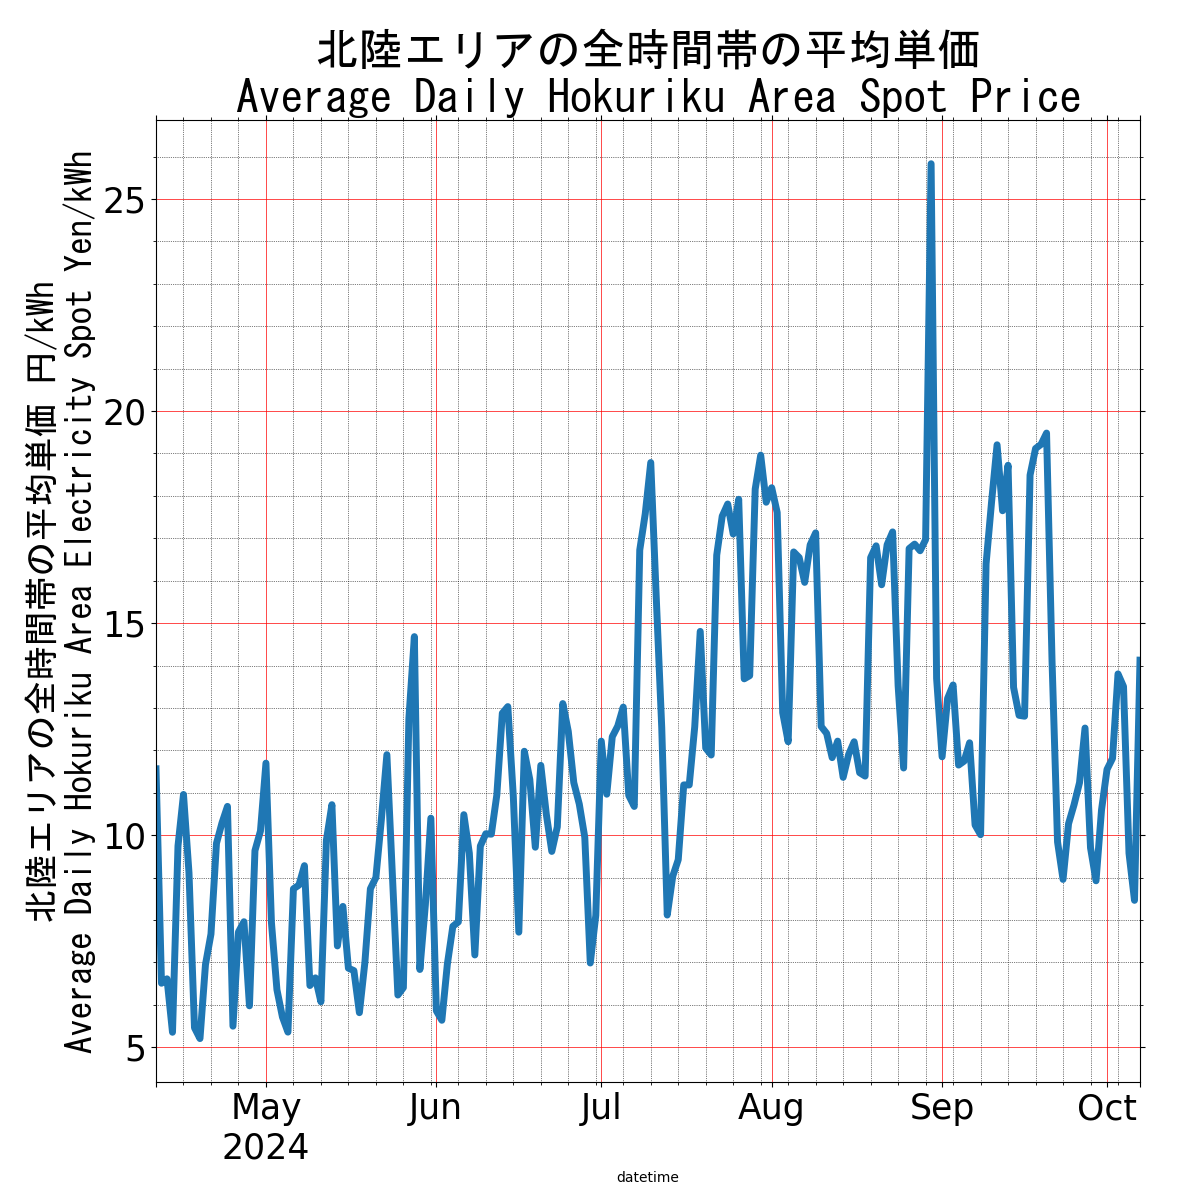 北陸エリアの全時間帯の平均単価
Average Daily Hokuriku Area Spot Price
北陸エリアの全時間帯の平均単価 円/kWh
Average Daily Hokuriku Area Electricity Spot Yen/kWh
25
20
15
10
5
May Jun Jul Aug Sep Oct
2024
datetime